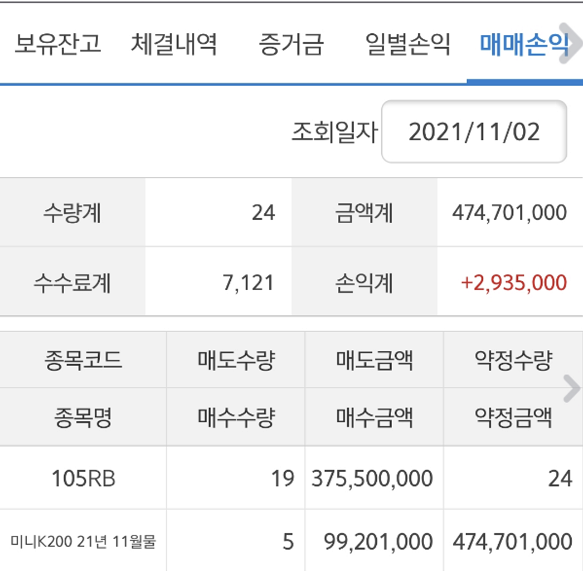 보유잔고 체결내역 증거금 일별손익 매매손익
조회일자 2021/11/02
수량계 24 금액계 474,701,000
수수료계 7,121 손익계 +2,935,000
종목코드 매도수량 매도금액 약정수량
종목명 매수수량 매수금액 약정금액
105RB 19 375,500,000 24
미니K200 21년 11월물 5 99,201,000 474,701,000